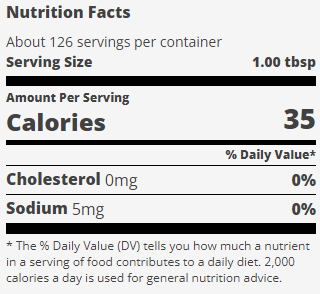 Nutrition Facts
About 126 servings per container
Serving Size 1.00 tbsp
Amount Per Serving
Calories 35
% Daily Value*
Cholesterol 0mg 0%
Sodium 5mg 0%
* The % Daily Value (DV) tells you how much a nutrient
in a serving of food contributes to a daily diet. 2,000
calories a day is used for general nutrition advice.